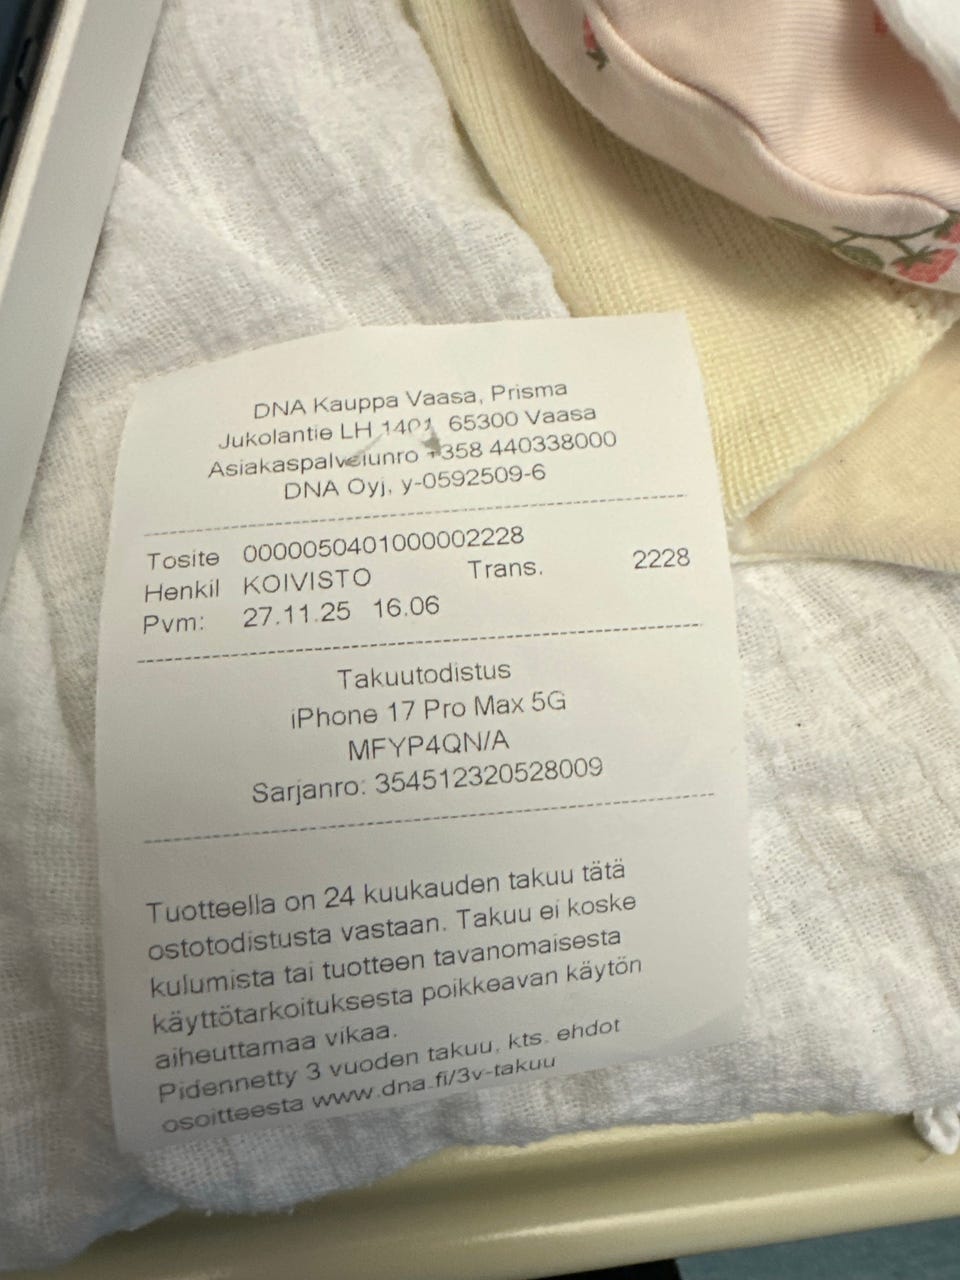 DNA Kauppa Vaasa, Prisma
Jukolantie LH 1401, 65300 Vaasa
Asiakaspalvelunro +358 440338000
DNA Oyj, y-0592509-6
Tosite 0000050401000002228
Henkil KOIVISTO Trans. 2228
Pvm: 27.11.25 16.06
Takuutodistus
iPhone 17 Pro Max 5G
MFYP4QN/A
Sarjanro: 354512320528009
Tuotteella on 24 kuukauden takuu tätä
ostotodistusta vastaan. Takuu ei koske
kulumista tai tuotteen tavanomaisesta
käyttötarkoituksesta poikkeavan käytön
aiheuttamaa vikaa.
Pidennetty 3 vuoden takuu, kts. ehdot
osoitteesta www.dna.fi/3v-takuu